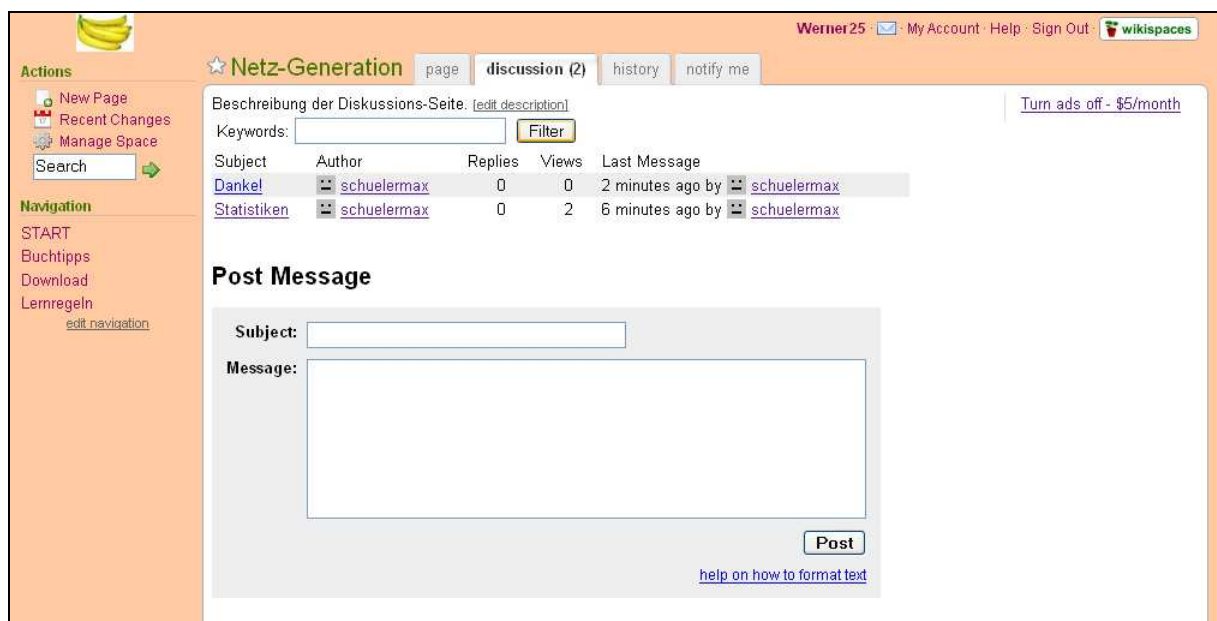 Werner25 · My Account · Help · Sign Out · wikispaces
Actions
New Page
Recent Changes
Manage Space
Search
Navigation
START
Buchtipps
Download
Lernregeln
edit navigation
Netz-Generation page discussion (2) history notify me
Beschreibung der Diskussions-Seite. [edit description]
Turn ads off - $5/month
Keywords: Filter
Subject Author Replies Views Last Message
Danke! schuelermax 0 0 2 minutes ago by schuelermax
Statistiken schuelermax 0 2 6 minutes ago by schuelermax
Post Message
Subject:
Message:
Post
help on how to format text